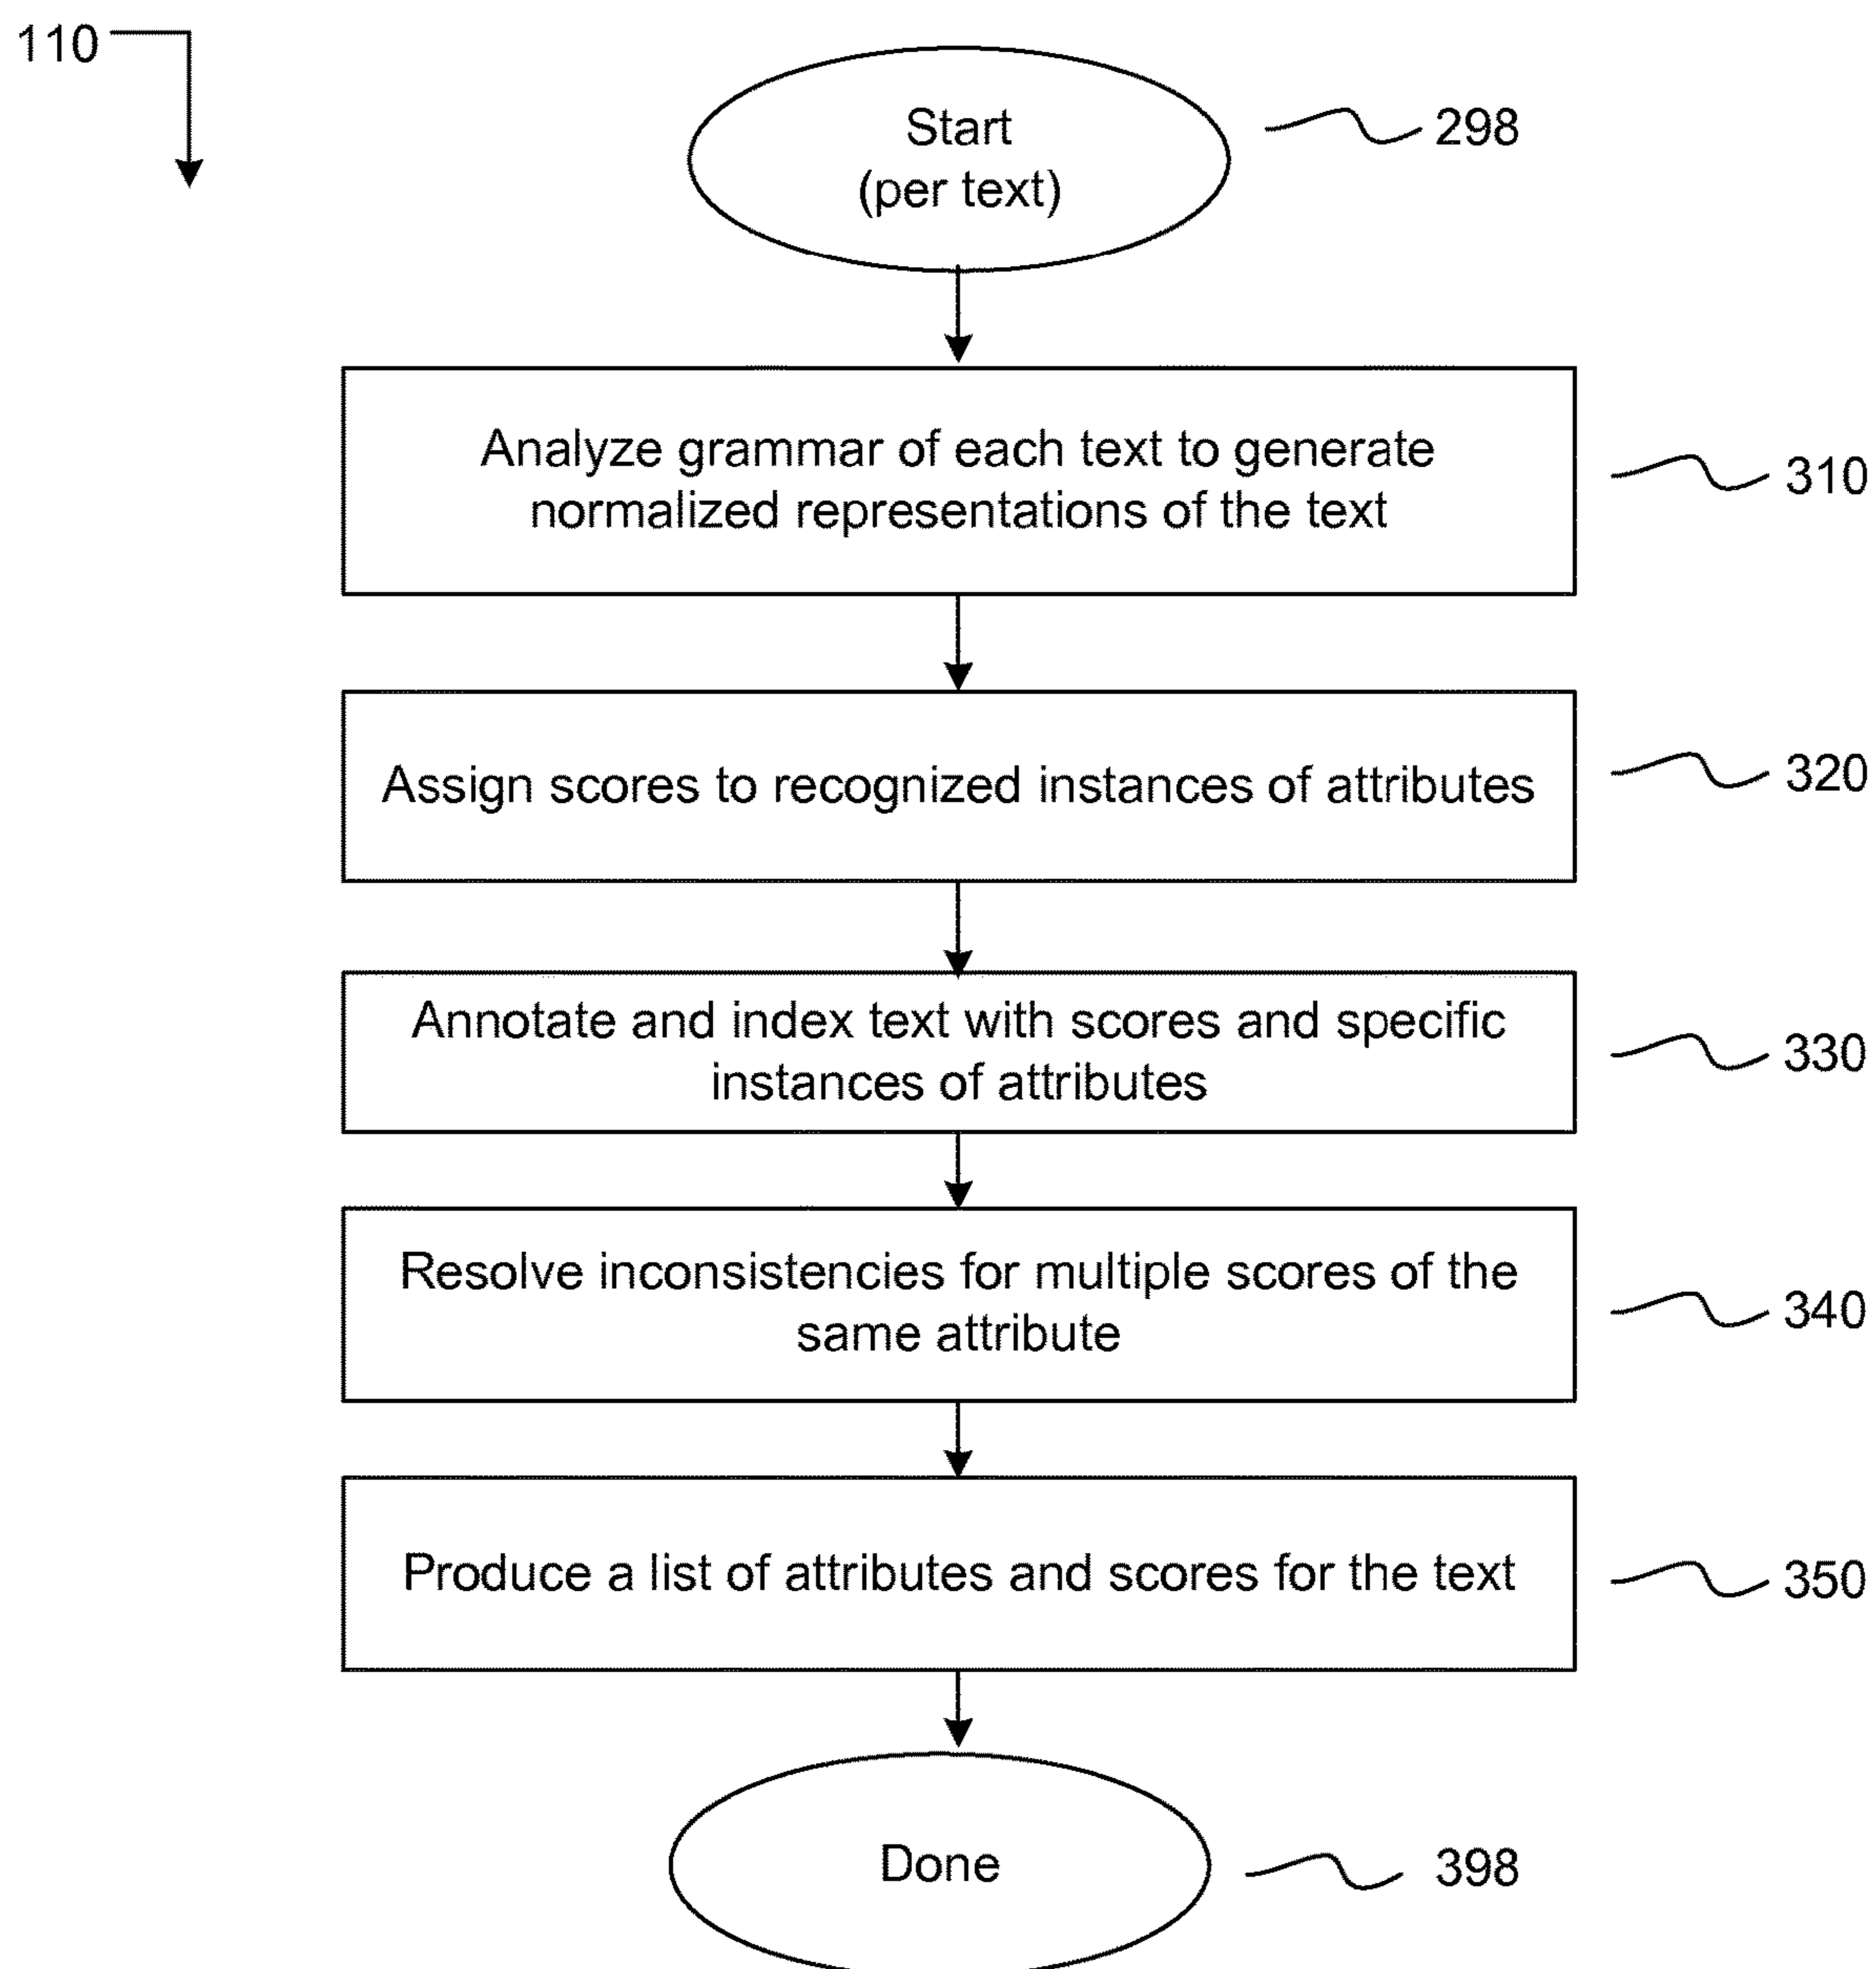 110
Start
(per text)
298
Analyze grammar of each text to generate
normalized representations of the text
310
Assign scores to recognized instances of attributes
320
Annotate and index text with scores and specific
instances of attributes
330
Resolve inconsistencies for multiple scores of the
same attribute
340
Produce a list of attributes and scores for the text
350
Done
398